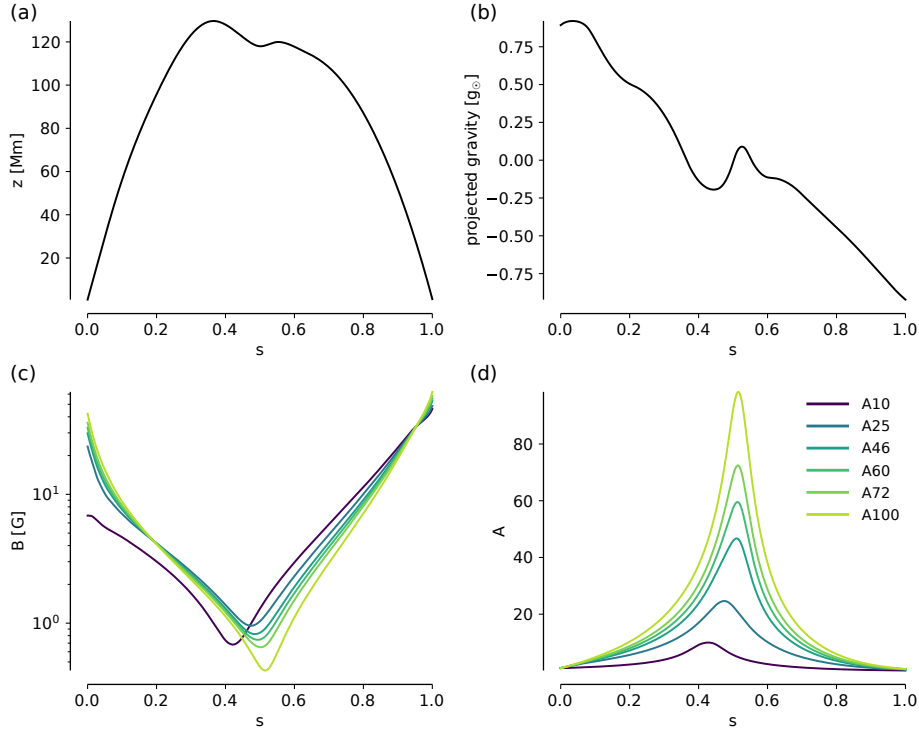 (a)
z [Mm]
120
100
80
60
40
20
0.0 0.2 0.4 0.6 0.8 1.0
s
(b)
projected gravity [g☉]
0.75
0.50
0.25
0.00
−0.25
−0.50
−0.75
0.0 0.2 0.4 0.6 0.8 1.0
s
(c)
B [G]
10¹
10⁰
0.0 0.2 0.4 0.6 0.8 1.0
s
(d)
A
80
60
40
20
0.0 0.2 0.4 0.6 0.8 1.0
s
A10
A25
A46
A60
A72
A100